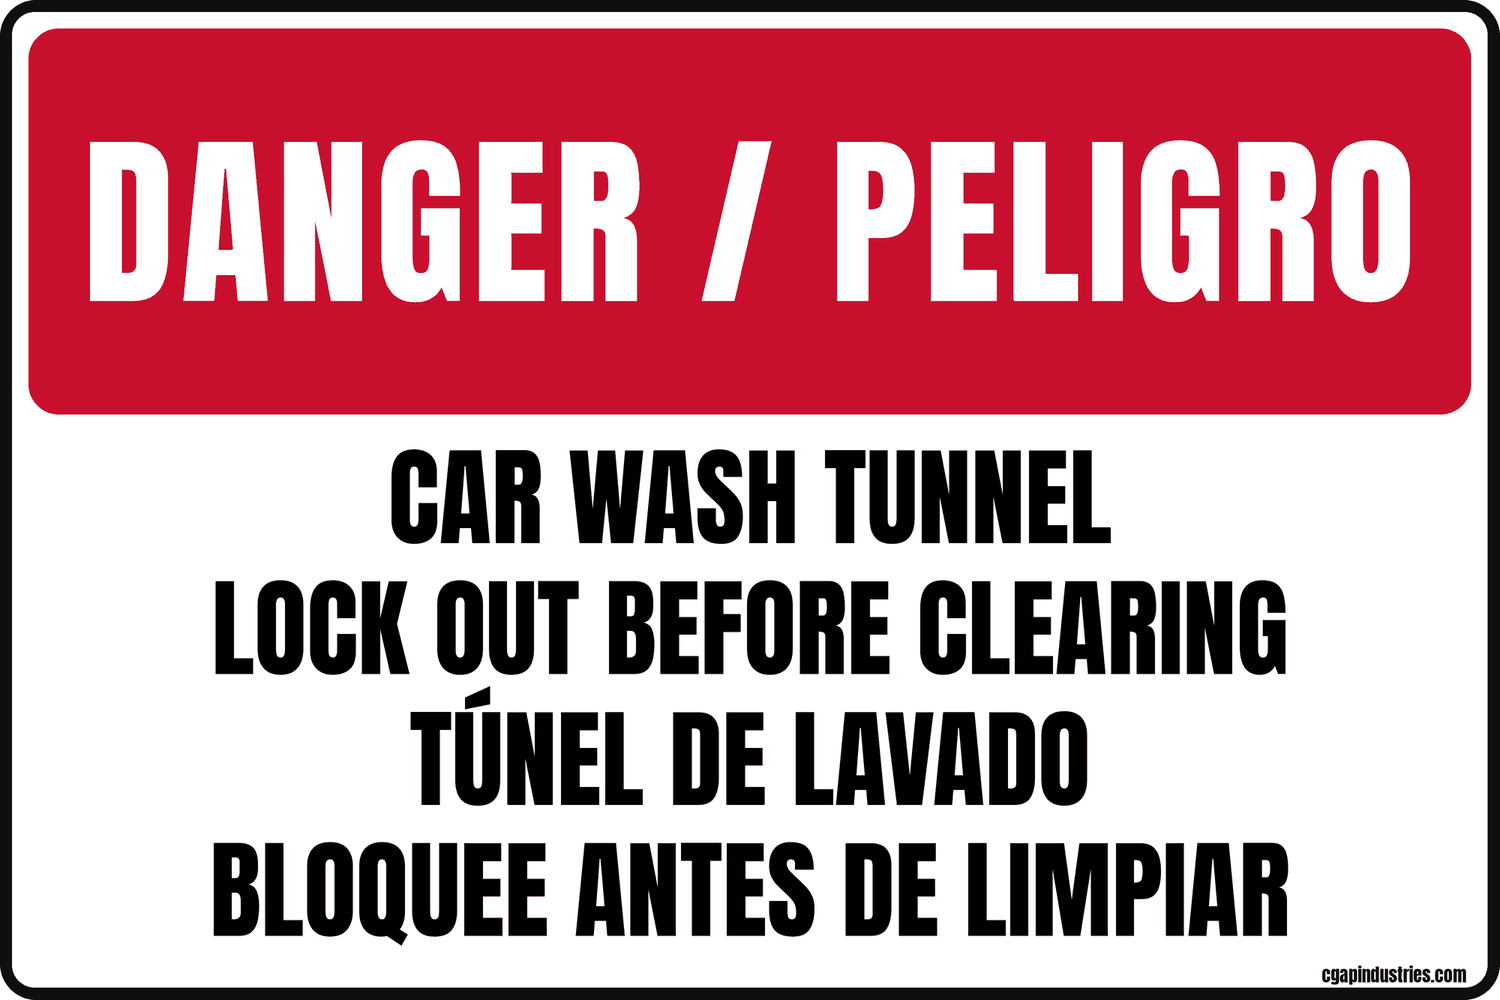 DANGER / PELIGRO
CAR WASH TUNNEL
LOCK OUT BEFORE CLEARING
TÚNEL DE LAVADO
BLOQUEE ANTES DE LIMPIAR
cgapindustries.com